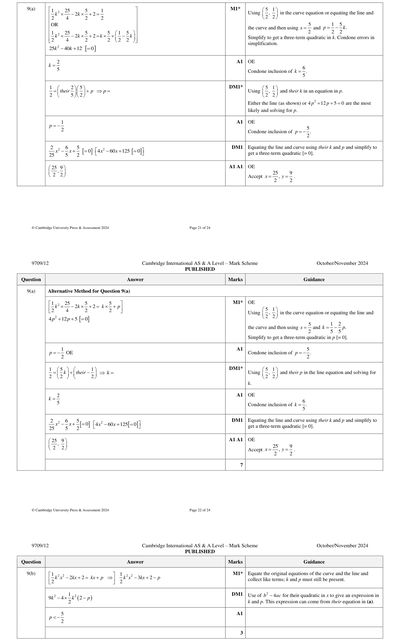 9(a)
[1/2 k² × 25/4 − 2k × 5/2 + 2 = 1/2]
OR
[1/2 k² × 25/4 − 2k × 5/2 + 2 = k × 5/2 + (1/2 − 5/2 k)]
25k² − 40k + 12 [=0]
M1*
OE
Using (5/2, 1/2) in the curve equation or equating the line and
the curve and then using x = 5/2 and p = 1/2 − 5/2 k.
Simplify to get a three-term quadratic in k. Condone errors in
simplification.
k = 2/5
A1
OE
Condone inclusion of k = 6/5.
1/2 = (their 2/5)(5/2) + p ⇒ p =
DM1*
OE
Using (5/2, 1/2) and their k in an equation in p.
Either the line (as shown) or 4p² + 12p + 5 = 0 are the most
likely and solving for p.
p = −1/2
A1
OE
Condone inclusion of p = −5/2.
2/25 x² − 6/5 x + 5/2 [= 0] [4x² − 60x + 125 [= 0]]
DM1
Equating the line and curve using their k and p and simplify to
get a three-term quadratic [= 0].
(25/2, 9/2)
A1 A1
OE
Accept x = 25/2, y = 9/2.
© Cambridge University Press & Assessment 2024 Page 21 of 24
9709/12 Cambridge International AS & A Level – Mark Scheme October/November 2024
PUBLISHED
Question Answer Marks Guidance
9(a) Alternative Method for Question 9(a)
[1/2 k² × 25/4 − 2k × 5/2 + 2 = k × 5/2 + p]
4p² + 12p + 5 [=0]
M1*
OE
Using (5/2, 1/2) in the curve equation or equating the line and
the curve and then using x = 5/2 and k = 1/5 − 2/5 p.
Simplify to get a three-term quadratic in p [= 0].
p = −1/2 OE
A1
Condone inclusion of p = −5/2.
1/2 = (5/2 k) + (their − 1/2) ⇒ k =
DM1*
Using (5/2, 1/2) and their p in the line equation and solving for
k.
k = 2/5
A1
OE
Condone inclusion of k = 6/5.
2/25 x² − 6/5 x + 5/2 [= 0] [4x² − 60x + 125 [= 0]]
DM1
Equating the line and curve using their k and p and simplify to
get a three-term quadratic [= 0].
(25/2, 9/2)
A1 A1
OE
Accept x = 25/2, y = 9/2.
7
© Cambridge University Press & Assessment 2024 Page 22 of 24
9709/12 Cambridge International AS & A Level – Mark Scheme October/November 2024
PUBLISHED
Question Answer Marks Guidance
9(b)
[1/2 k²x² − 2kx + 2 = kx + p ⇒] 1/2 k²x² − 3kx + 2 − p
M1*
Equate the original equations of the curve and the line and
collect like terms; k and p must still be present.
9k² − 4 × 1/2 k² (2 − p)
DM1
Use of b² − 4ac for their quadratic in x to give an expression in
k and p. This expression can come from their equation in (a).
p < −5/2
A1
3